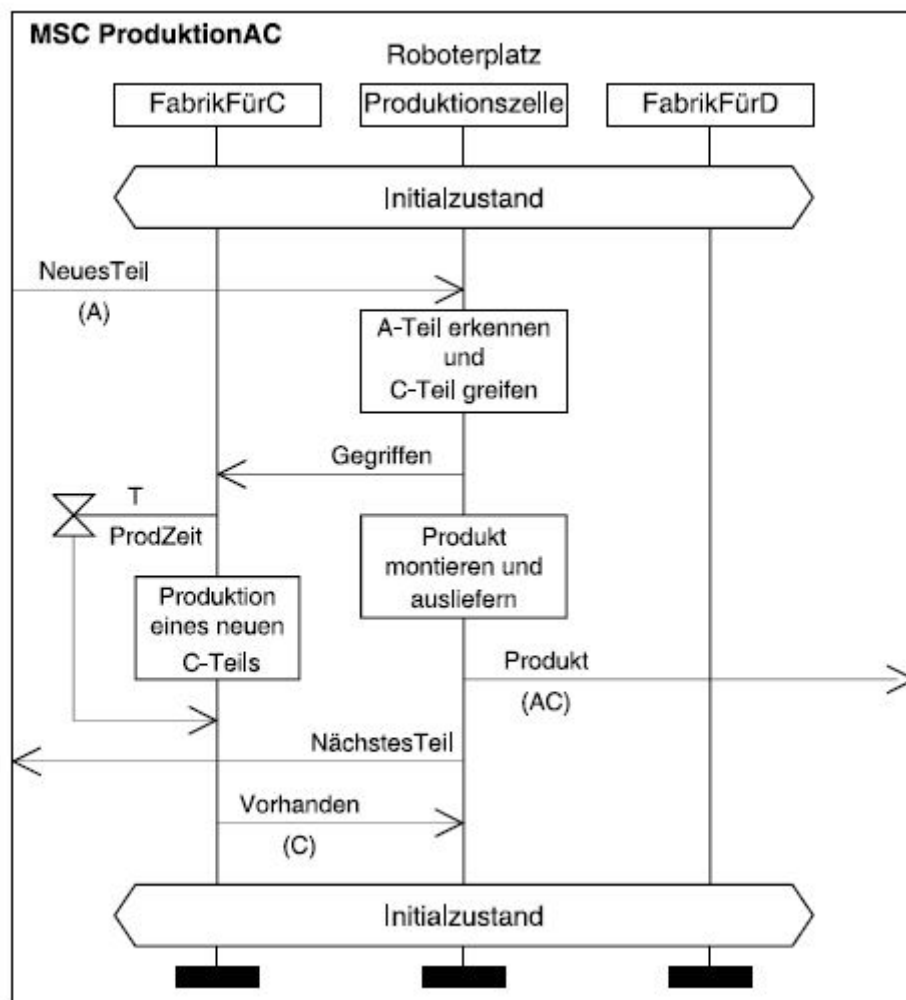 MSC ProduktionAC
Roboterplatz
FabrikFürC
Produktionszelle
FabrikFürD
Initialzustand
NeuesTeil
(A)
A-Teil erkennen
und
C-Teil greifen
Gegriffen
T
ProdZeit
Produkt
montieren und
ausliefern
Produktion
eines neuen
C-Teils
Produkt
(AC)
NächstesTeil
Vorhanden
(C)
Initialzustand